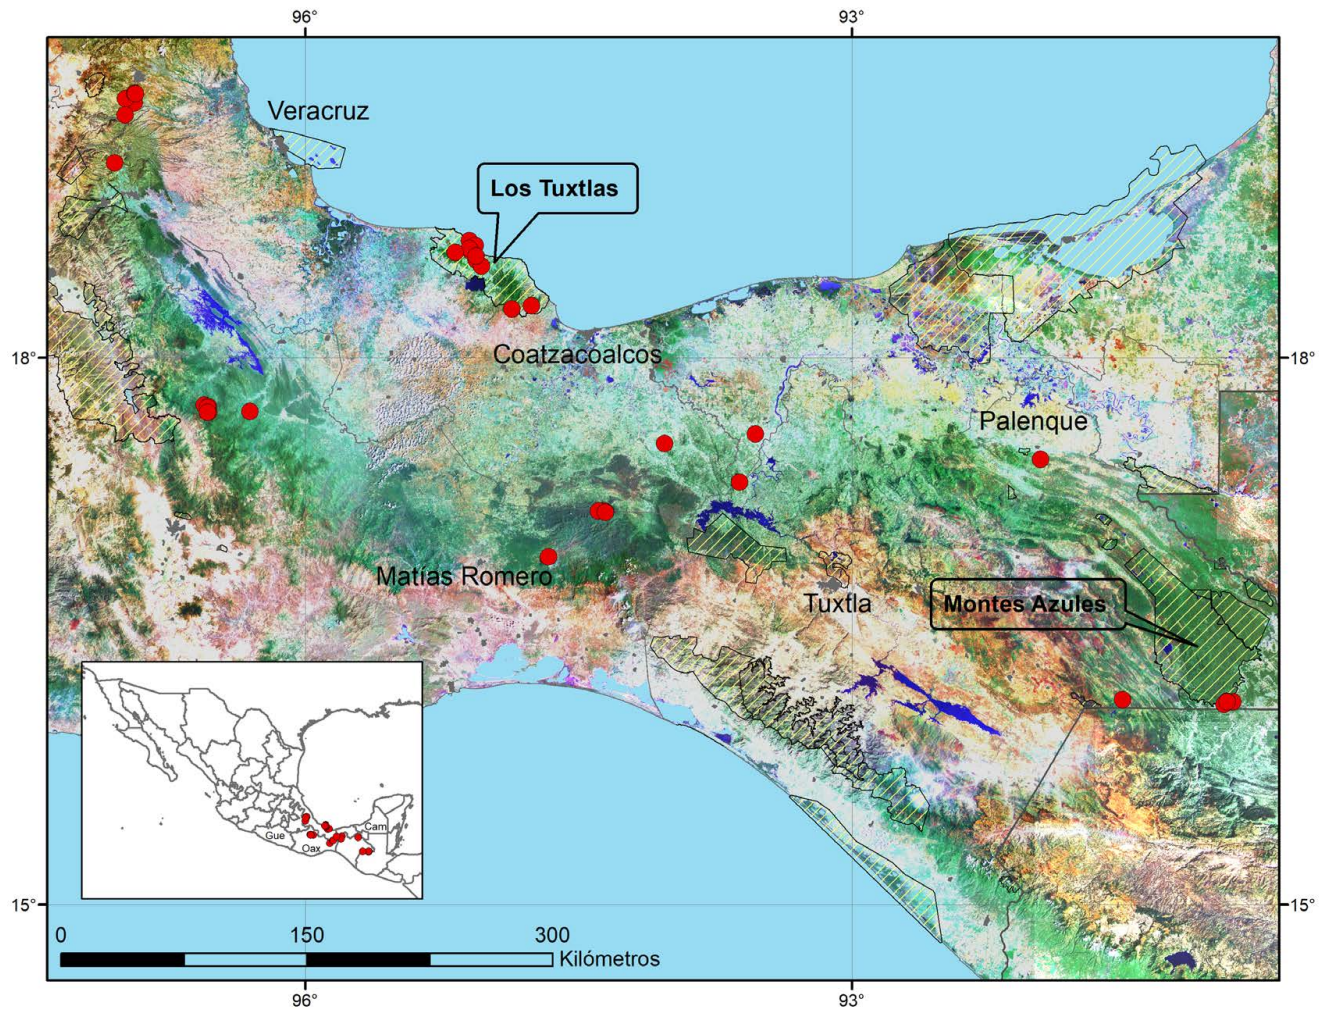 96°
93°
Veracruz
Los Tuxtlas
18°
18°
Coatzacoalcos
Palenque
Matías Romero
Tuxtla
Montes Azules
Gue
Oax
Cam
15°
15°
0
150
300
Kilómetros
96°
93°